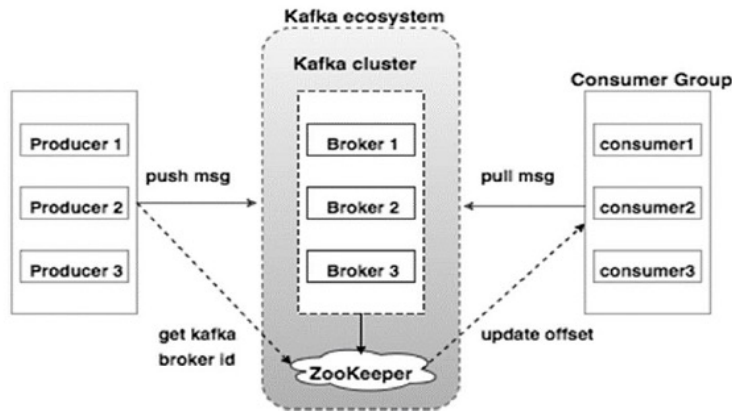 Kafka ecosystem
Kafka cluster
Consumer Group
Producer 1
Broker 1
consumer1
push msg
pull msg
Producer 2
Broker 2
consumer2
Producer 3
Broker 3
consumer3
get kafka
broker id
update offset
ZooKeeper